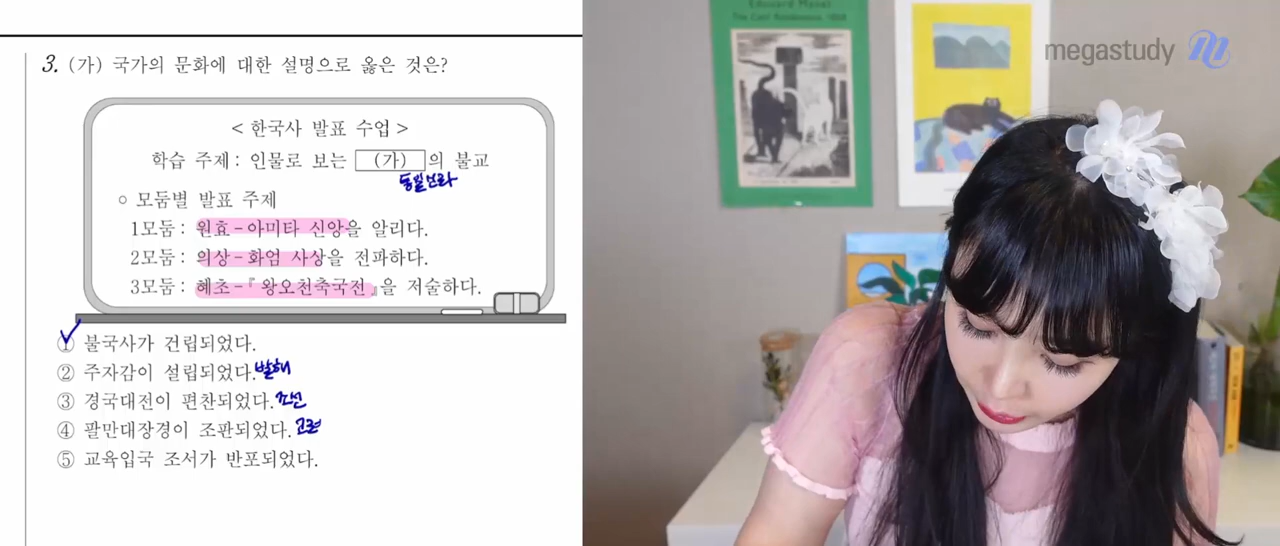 3. (가) 국가의 문화에 대한 설명으로 옳은 것은?
< 한국사 발표 수업 >
학습 주제 : 인물로 보는 (가) 의 불교
통일신라
○ 모둠별 발표 주제
1모둠 : 원효 - 아미타 신앙을 알리다.
2모둠 : 의상 - 화엄 사상을 전파하다.
3모둠 : 혜초 - 『 왕오천축국전 』을 저술하다.
① 불국사가 건립되었다.
② 주자감이 설립되었다. 발해
③ 경국대전이 편찬되었다. 조선
④ 팔만대장경이 조판되었다. 고려
⑤ 교육입국 조서가 반포되었다.
Edouard Manet
The Cats' Rendezvous, 1868
megastudy